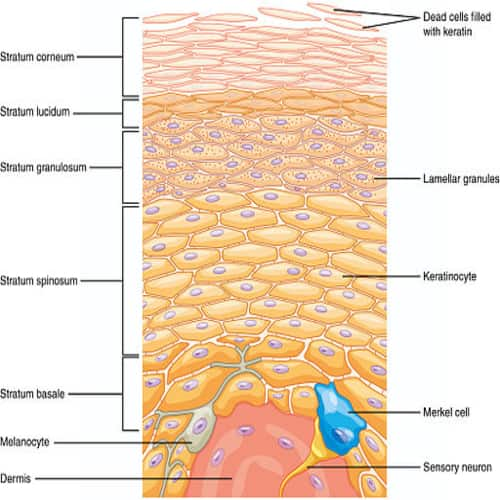 Dead cells filled
with keratin
Stratum corneum
Stratum lucidum
Stratum granulosum
Lamellar granules
Stratum spinosum
Keratinocyte
Stratum basale
Merkel cell
Melanocyte
Sensory neuron
Dermis